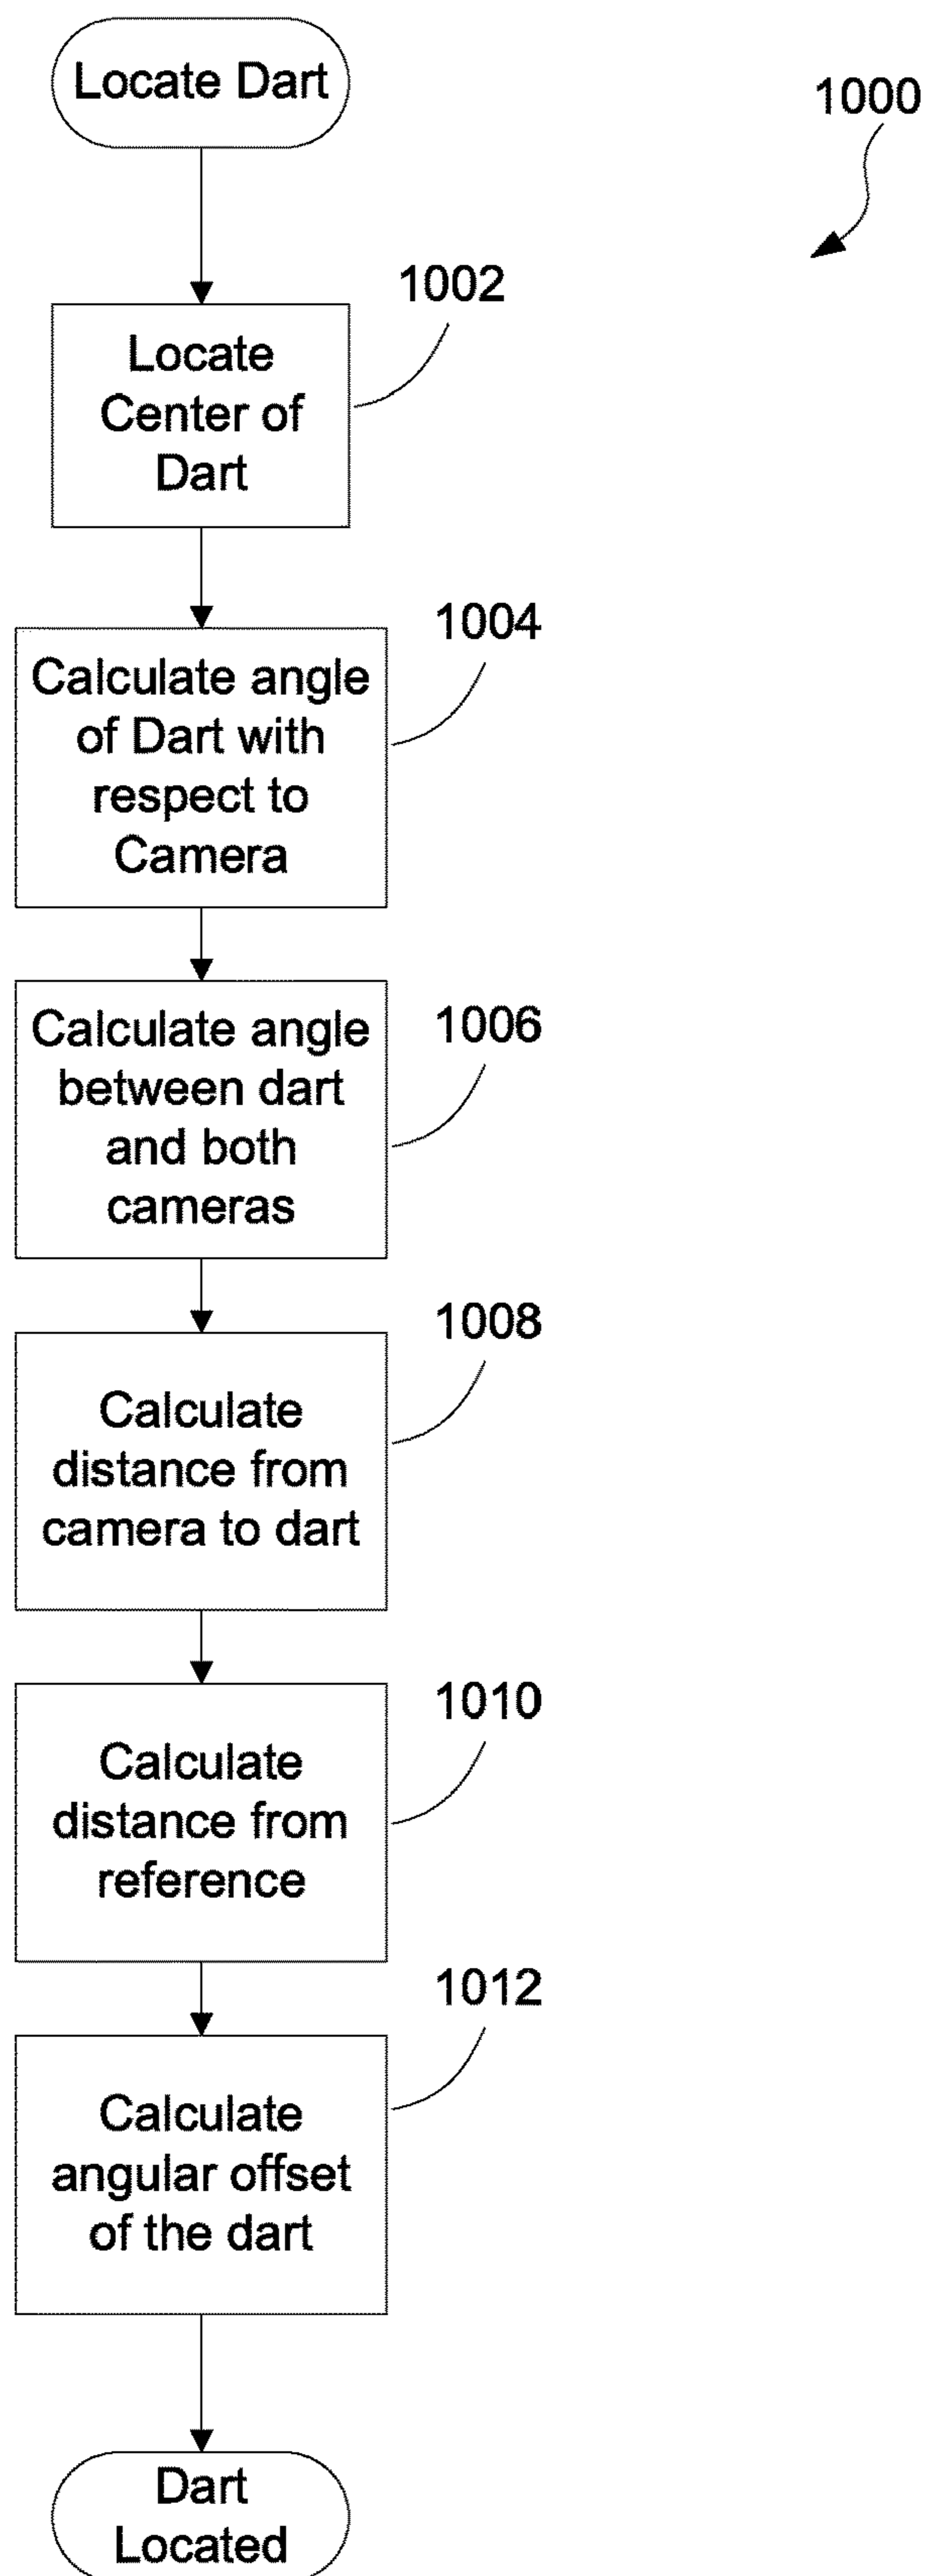 Locate Dart
1000
1002
Locate
Center of
Dart
1004
Calculate angle
of Dart with
respect to
Camera
1006
Calculate angle
between dart
and both
cameras
1008
Calculate
distance from
camera to dart
1010
Calculate
distance from
reference
1012
Calculate
angular offset
of the dart
Dart
Located